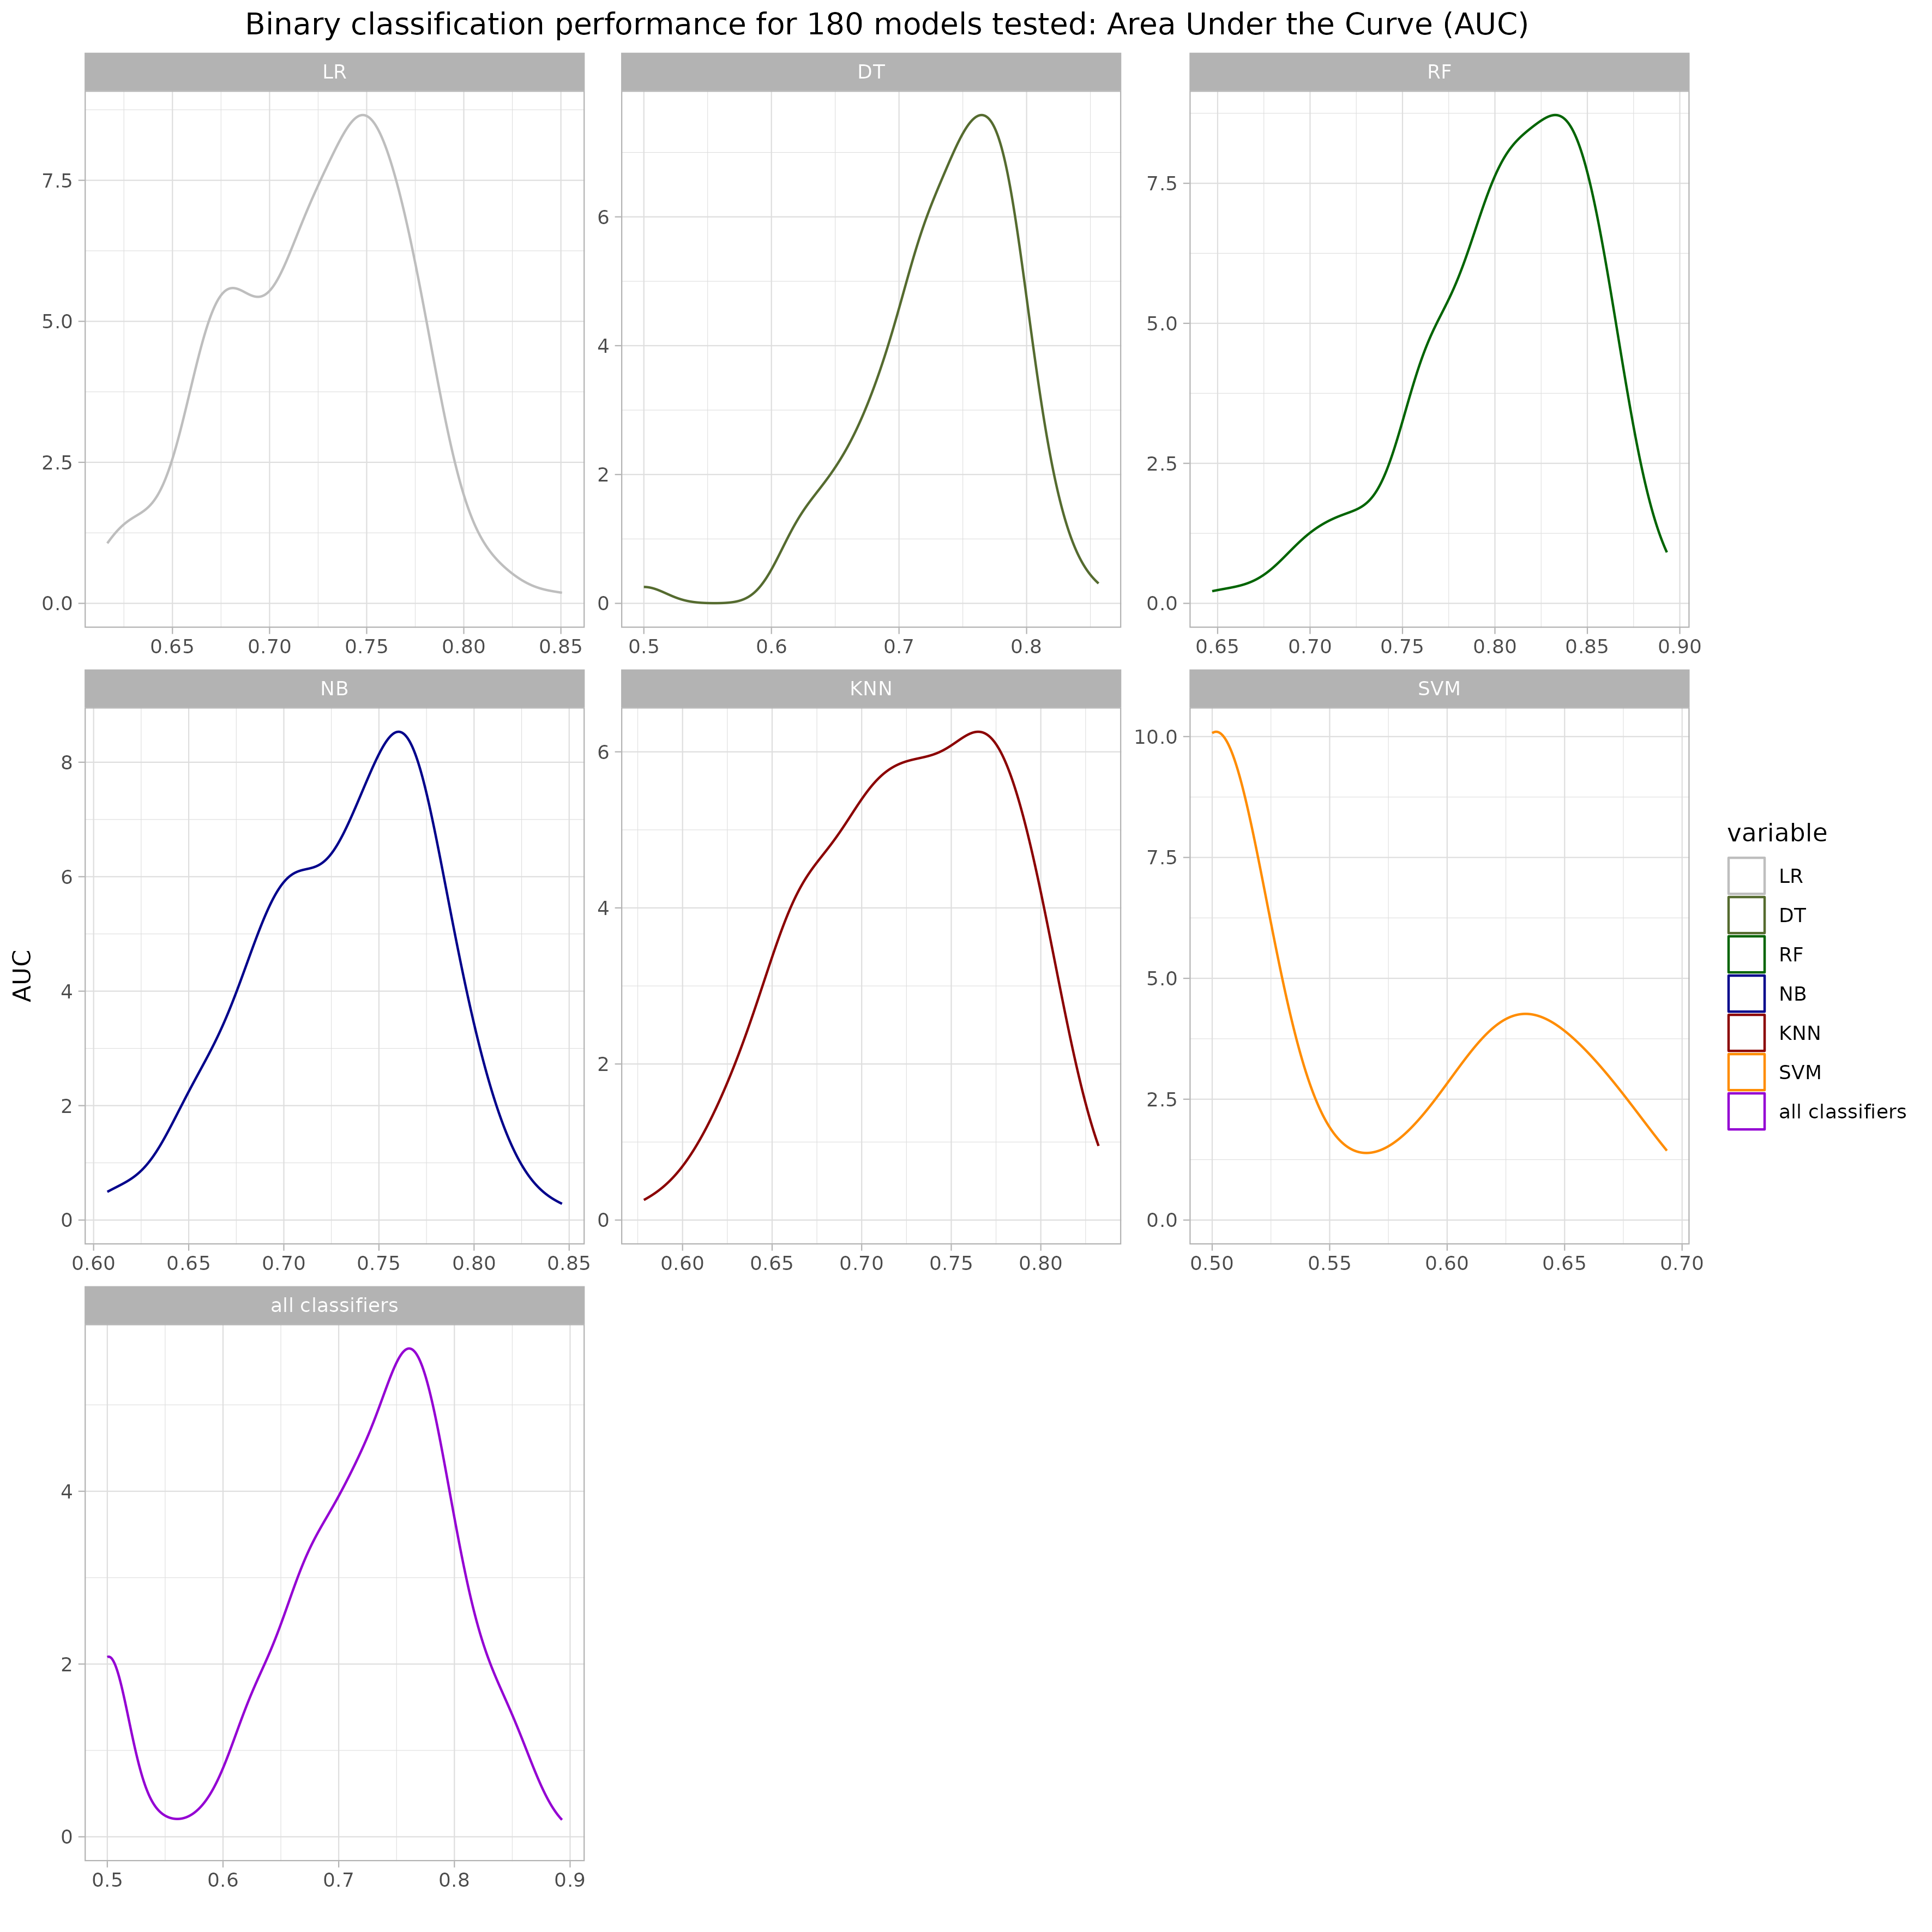 Binary classification performance for 180 models tested: Area Under the Curve (AUC)
LR
DT
RF
7.5
5.0
2.5
0.0
0.65 0.70 0.75 0.80 0.85
6
4
2
0
0.5 0.6 0.7 0.8
7.5
5.0
2.5
0.0
0.65 0.70 0.75 0.80 0.85 0.90
NB
KNN
SVM
AUC
8
6
4
2
0
0.60 0.65 0.70 0.75 0.80 0.85
6
4
2
0
0.60 0.65 0.70 0.75 0.80
10.0
7.5
5.0
2.5
0.0
0.50 0.55 0.60 0.65 0.70
all classifiers
4
2
0
0.5 0.6 0.7 0.8 0.9
variable
LR
DT
RF
NB
KNN
SVM
all classifiers